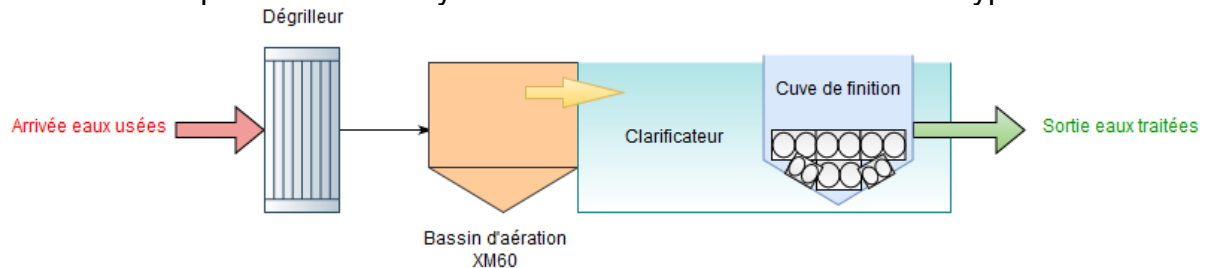 Dégrilleur
Arrivée eaux usées
Bassin d'aération
XM60
Clarificateur
Cuve de finition
Sortie eaux traitées